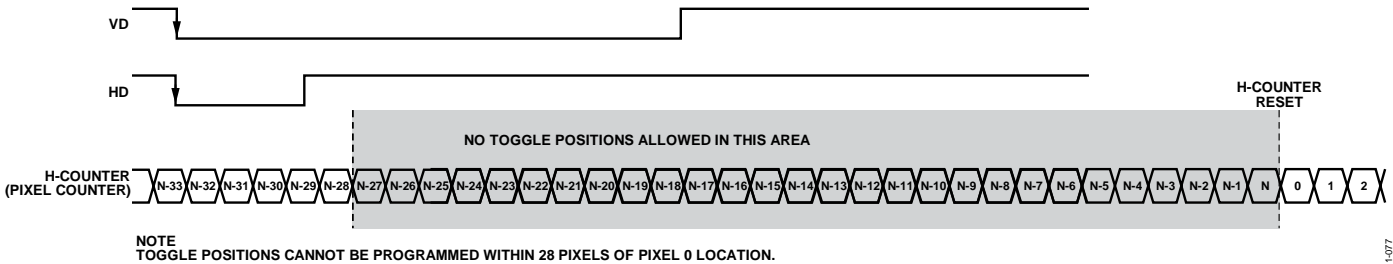 VD
HD
H-COUNTER
RESET
NO TOGGLE POSITIONS ALLOWED IN THIS AREA
H-COUNTER
(PIXEL COUNTER)
N-33 N-32 N-31 N-30 N-29 N-28 N-27 N-26 N-25 N-24 N-23 N-22 N-21 N-20 N-19 N-18 N-17 N-16 N-15 N-14 N-13 N-12 N-11 N-10 N-9 N-8 N-7 N-6 N-5 N-4 N-3 N-2 N-1 N 0 1 2
NOTE
TOGGLE POSITIONS CANNOT BE PROGRAMMED WITHIN 28 PIXELS OF PIXEL 0 LOCATION.
1-077